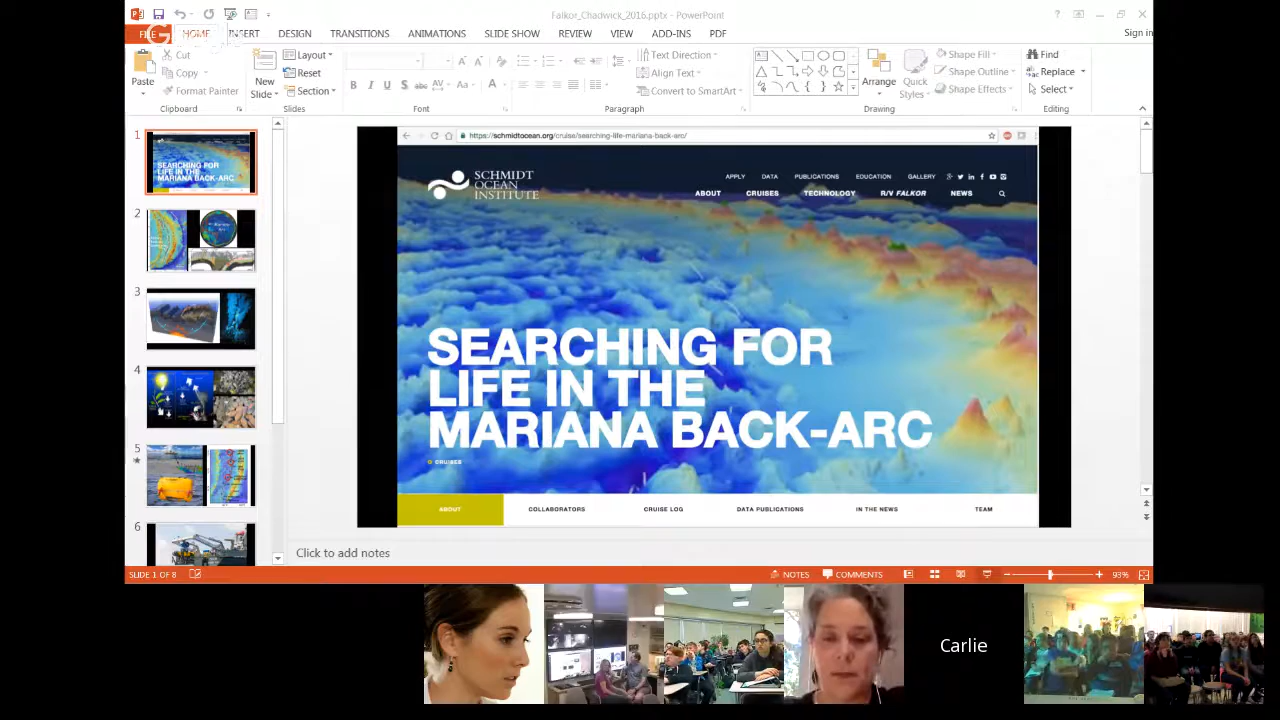 Falkor_Chadwick_2016.pptx - PowerPoint
FILE HOME INSERT DESIGN TRANSITIONS ANIMATIONS SLIDE SHOW REVIEW VIEW ADD-INS PDF Sign in
Paste
Cut
Copy
Format Painter
Clipboard
New
Slide
Layout
Reset
Section
Slides
Font
Text Direction
Align Text
Convert to SmartArt
Paragraph
Arrange
Quick
Styles
Shape Fill
Shape Outline
Shape Effects
Drawing
Find
Replace
Select
Editing
1
SEARCHING FOR
LIFE IN THE
MARIANA BACK-ARC
2
3
4
5
6
https://schmidtocean.org/cruise/searching-life-mariana-back-arc/
SCHMIDT
OCEAN
INSTITUTE
APPLY DATA PUBLICATIONS EDUCATION GALLERY
ABOUT CRUISES TECHNOLOGY R/V FALKOR NEWS
SEARCHING FOR
LIFE IN THE
MARIANA BACK-ARC
CRUISES
ABOUT COLLABORATORS CRUISE LOG DATA PUBLICATIONS IN THE NEWS TEAM
Click to add notes
SLIDE 1 OF 8 NOTES COMMENTS 93%
Carlie